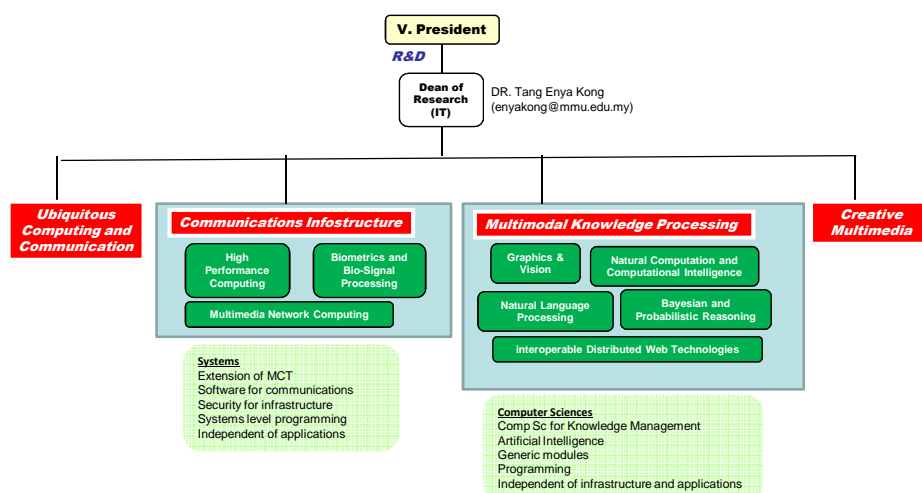 V. President
R&D
Dean of
Research
(IT)
DR. Tang Enya Kong
(enyakong@mmu.edu.my)
Ubiquitous
Computing and
Communication
Communications Infostructure
High
Performance
Computing
Biometrics and
Bio-Signal
Processing
Multimedia Network Computing
Multimodal Knowledge Processing
Graphics &
Vision
Natural Computation and
Computational Intelligence
Natural Language
Processing
Bayesian and
Probabilistic Reasoning
interoperable Distributed Web Technologies
Creative
Multimedia
Systems
Extension of MCT
Software for communications
Security for infrastructure
Systems level programming
Independent of applications
Computer Sciences
Comp Sc for Knowledge Management
Artificial Intelligence
Generic modules
Programming
Independent of infrastructure and applications